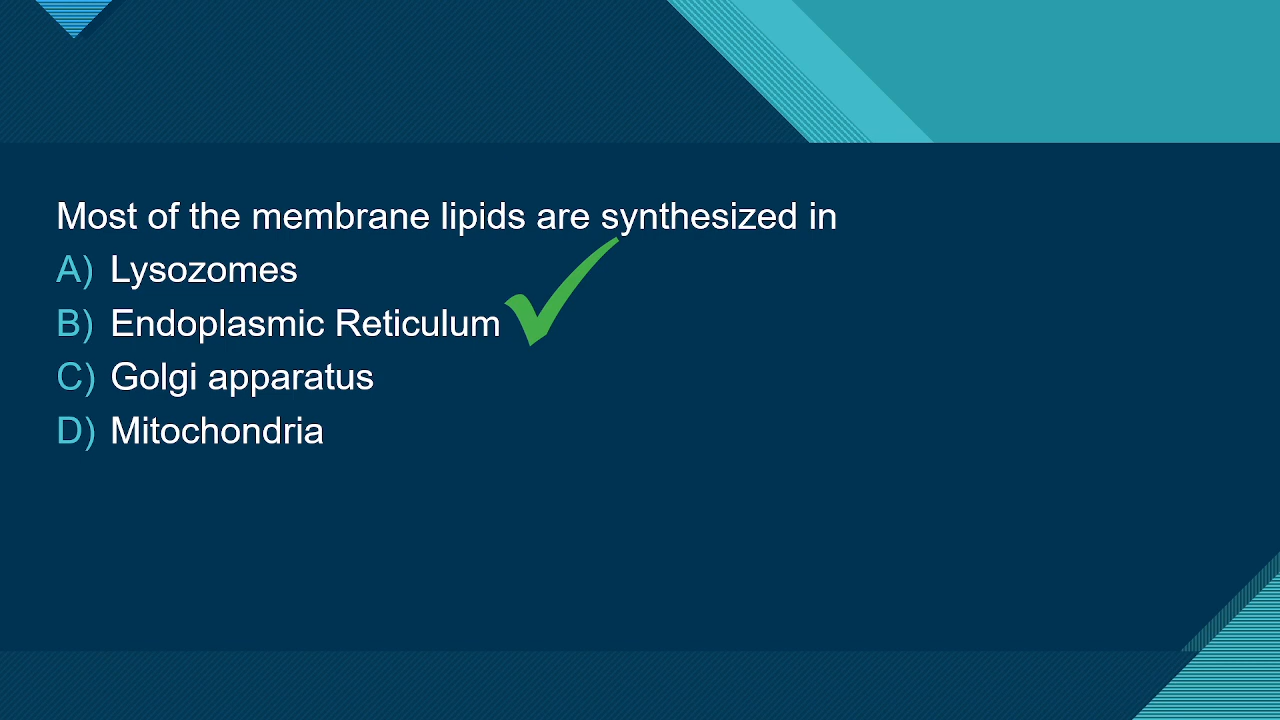 Most of the membrane lipids are synthesized in
A) Lysozomes
B) Endoplasmic Reticulum
C) Golgi apparatus
D) Mitochondria